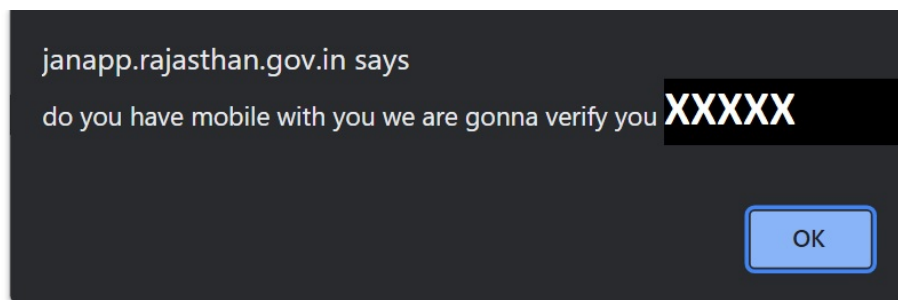 janapp.rajasthan.gov.in says
do you have mobile with you we are gonna verify you XXXXX
OK